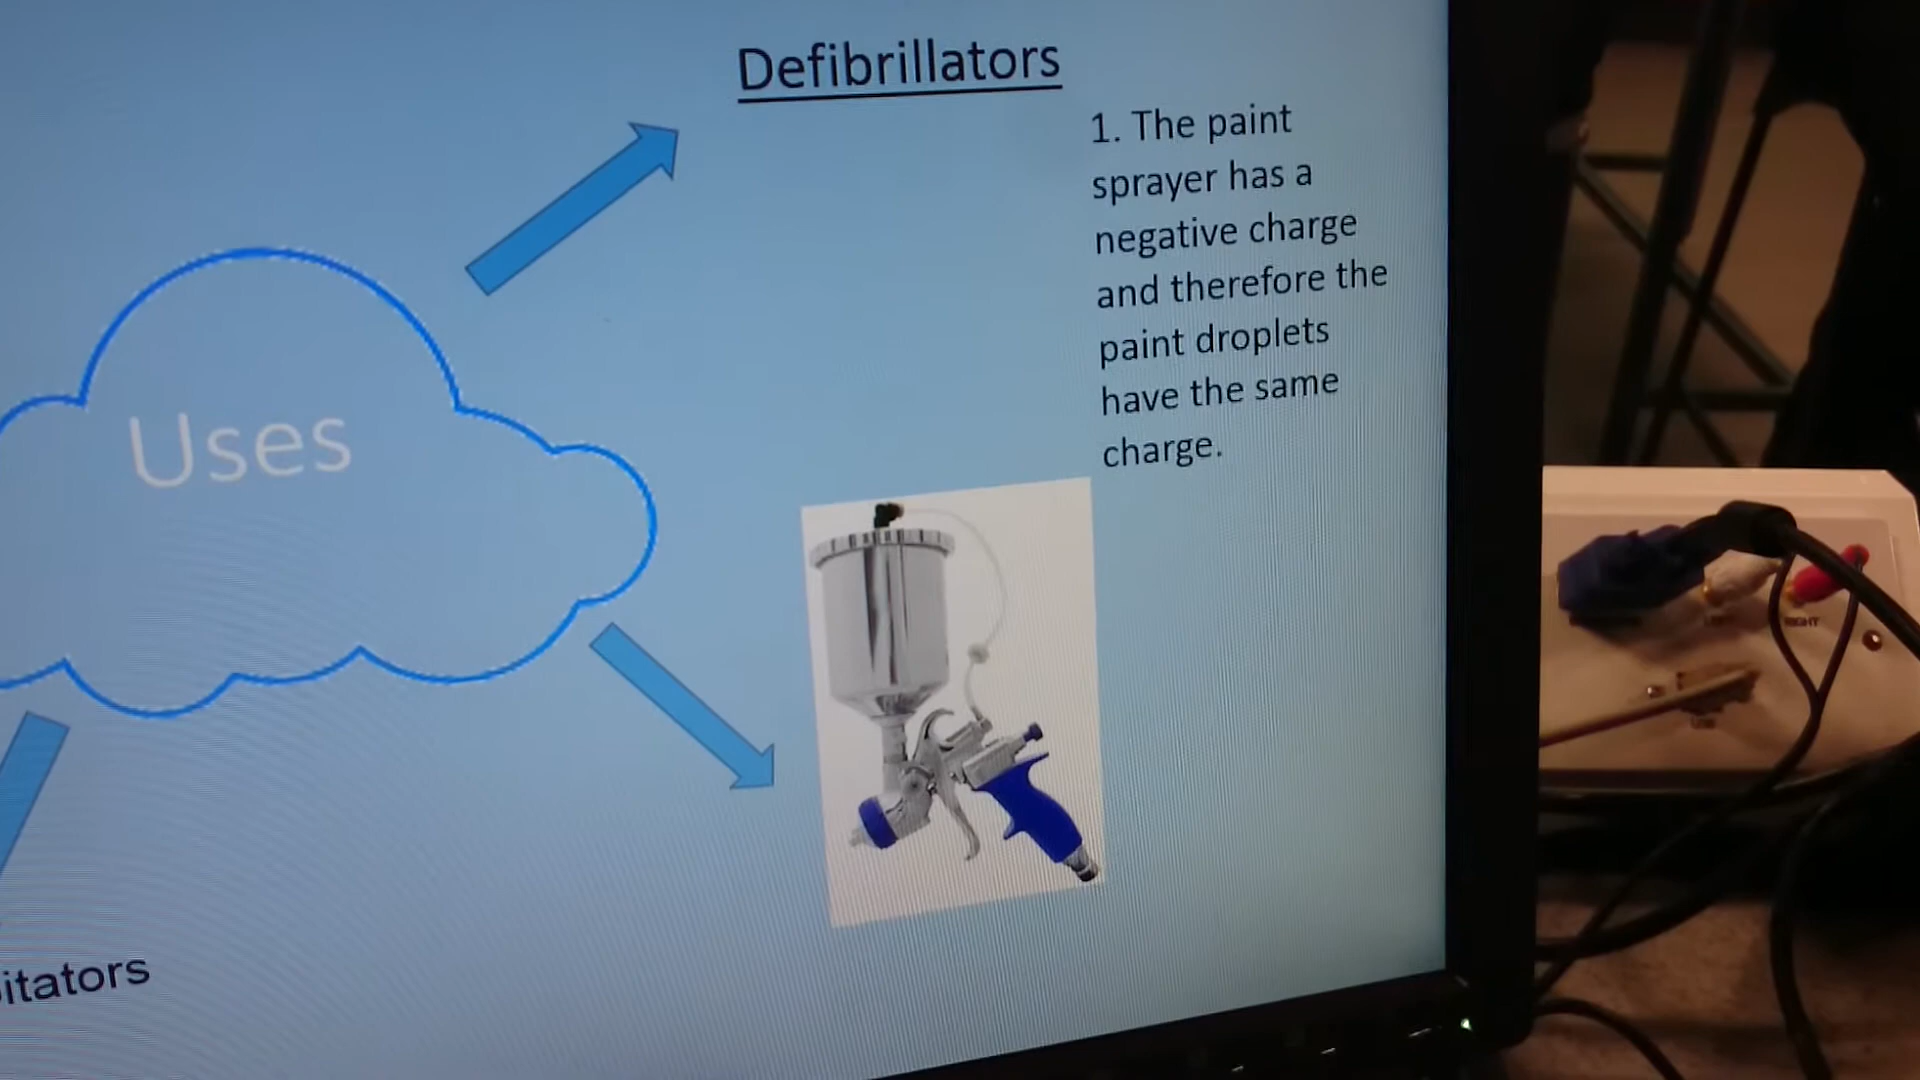 Defibrillators
1. The paint
sprayer has a
negative charge
and therefore the
paint droplets
have the same
charge.
Uses
itators
RIGHT